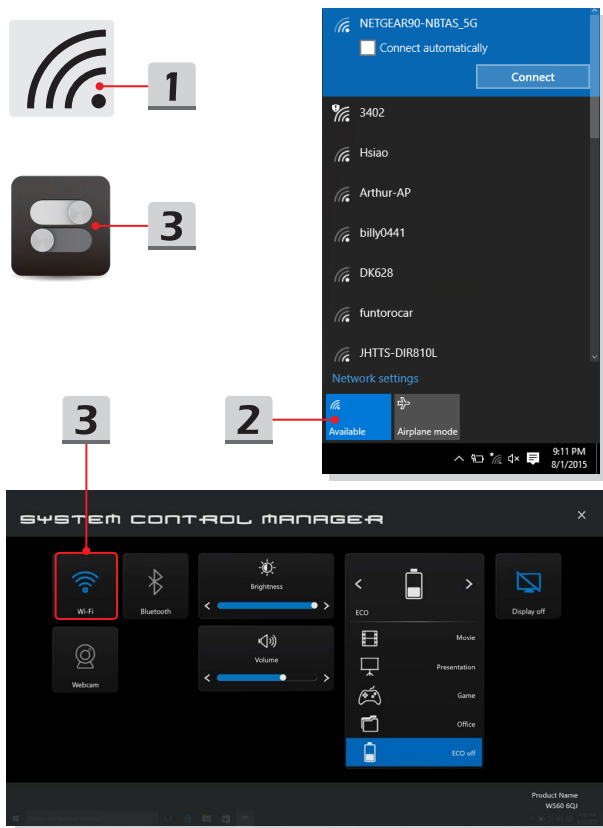 1
3
NETGEAR90-NBTAS_5G
Connect automatically
Connect
3402
Hsiao
Arthur-AP
billy0441
DK628
funtorocar
JHTTS-DIR810L
Network settings
Available
Airplane mode
9:11 PM
8/1/2015
2
3
SYSTEM CONTROL MANAGER
Wi-Fi
Bluetooth
Brightness
ECO
Display off
Webcam
Volume
Movie
Presentation
Game
Office
ECO off
Product Name
WS60 6QJ